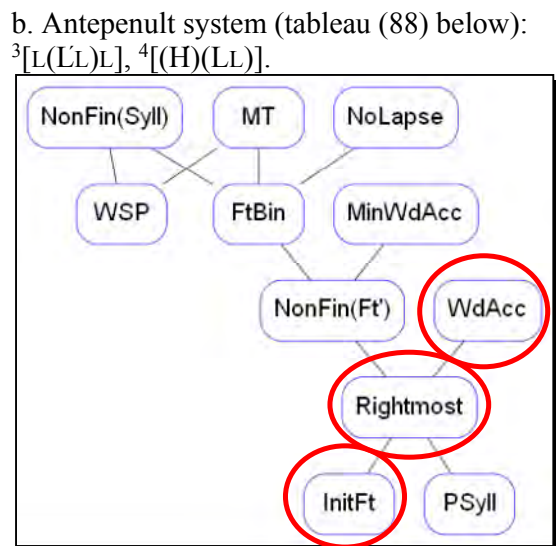 b. Antepenult system (tableau (88) below):
³[L(ĹL)L], ⁴[(H)(LL)].
NonFin(Syll) MT NoLapse
WSP FtBin MinWdAcc
NonFin(Ft') WdAcc
Rightmost
InitFt PSyll